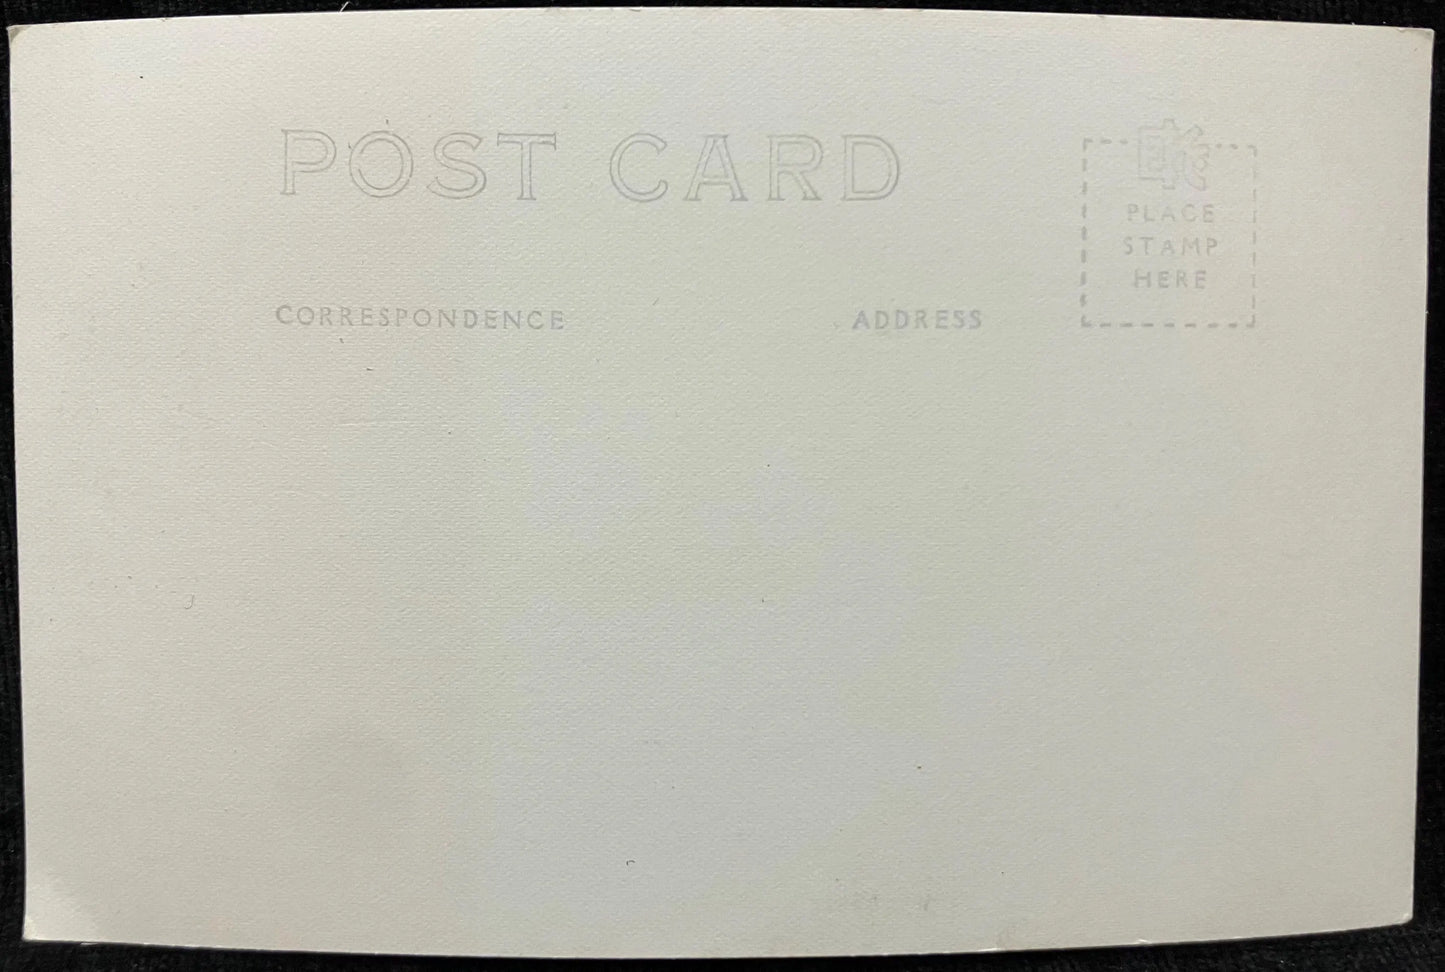 POST CARD
PLACE
STAMP
HERE
CORRESPONDENCE
ADDRESS